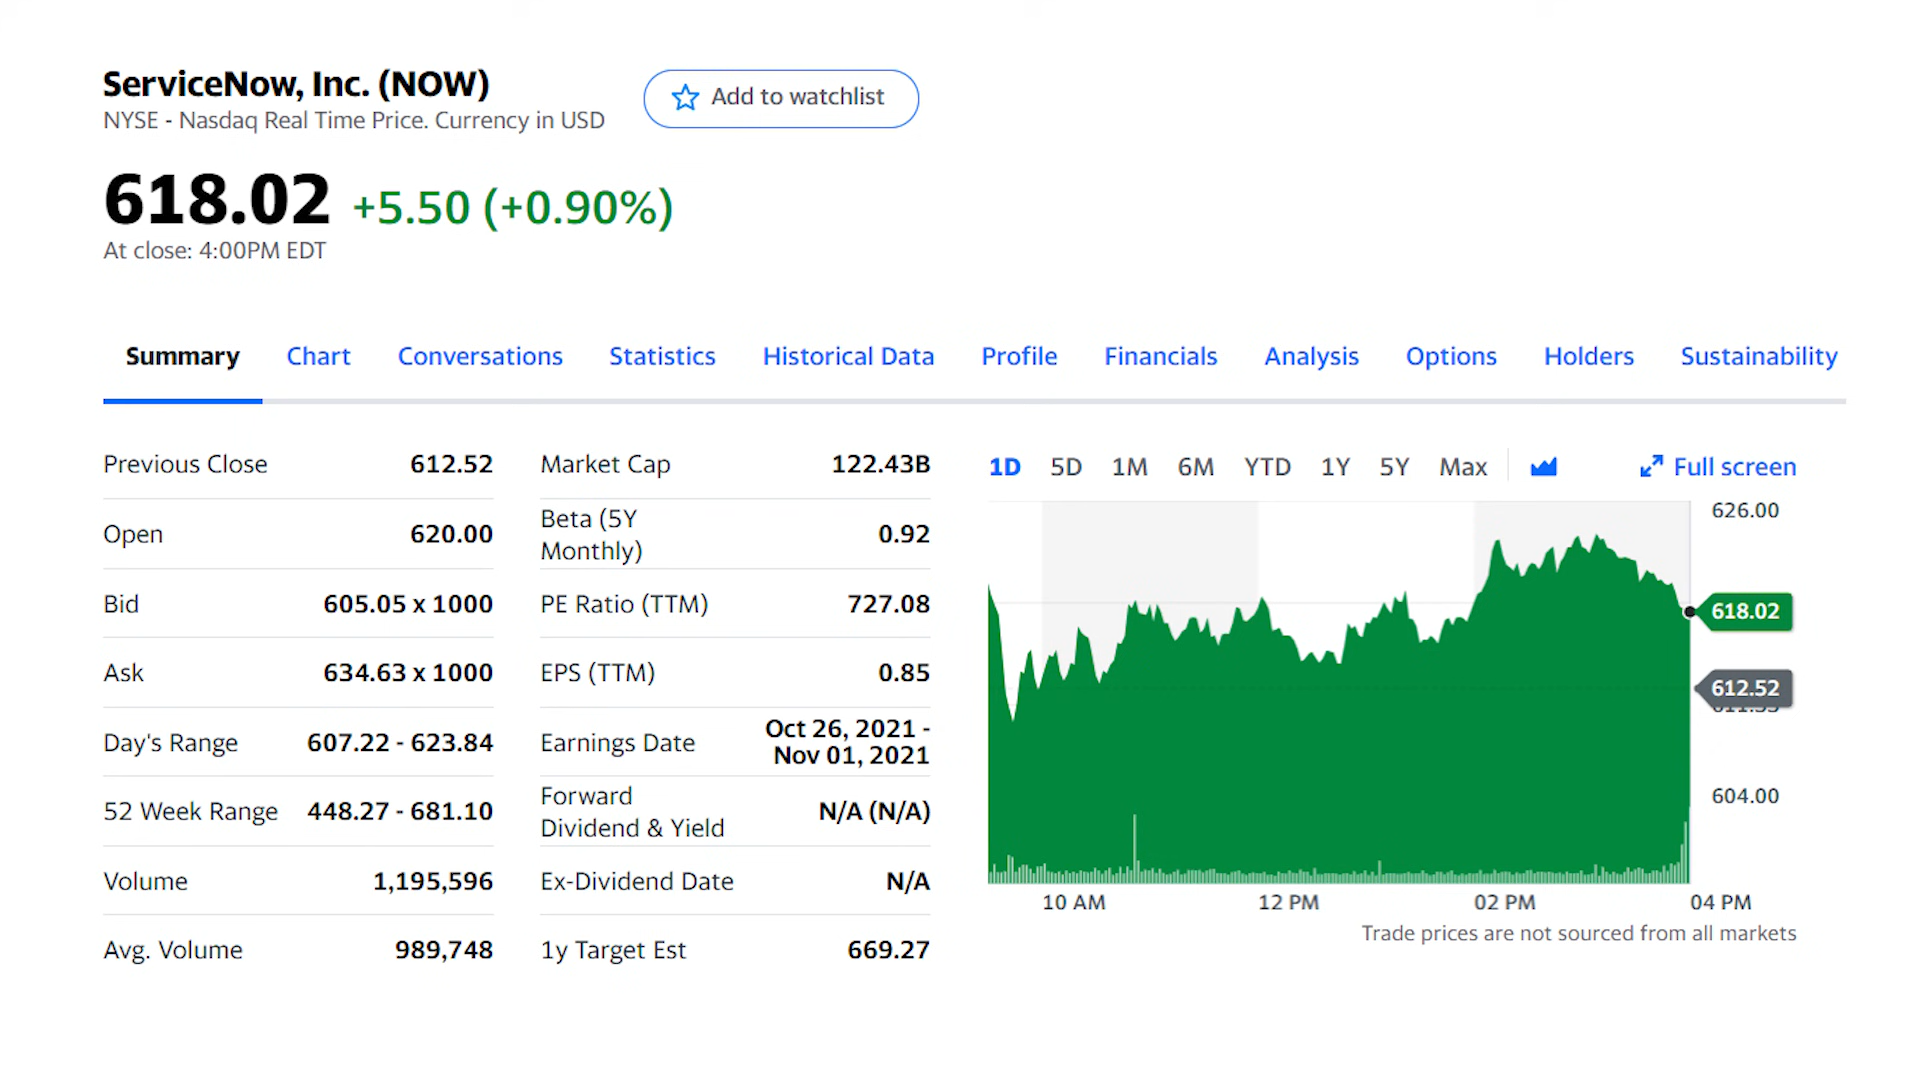 ServiceNow, Inc. (NOW)
NYSE - Nasdaq Real Time Price. Currency in USD
Add to watchlist
618.02 +5.50 (+0.90%)
At close: 4:00PM EDT
Summary Chart Conversations Statistics Historical Data Profile Financials Analysis Options Holders Sustainability
Previous Close 612.52
Open 620.00
Bid 605.05 x 1000
Ask 634.63 x 1000
Day's Range 607.22 - 623.84
52 Week Range 448.27 - 681.10
Volume 1,195,596
Avg. Volume 989,748
Market Cap 122.43B
Beta (5Y
Monthly) 0.92
PE Ratio (TTM) 727.08
EPS (TTM) 0.85
Earnings Date Oct 26, 2021 -
Nov 01, 2021
Forward
Dividend & Yield N/A (N/A)
Ex-Dividend Date N/A
1y Target Est 669.27
1D 5D 1M 6M YTD 1Y 5Y Max Full screen
626.00
618.02
612.52
604.00
10 AM 12 PM 02 PM 04 PM
Trade prices are not sourced from all markets